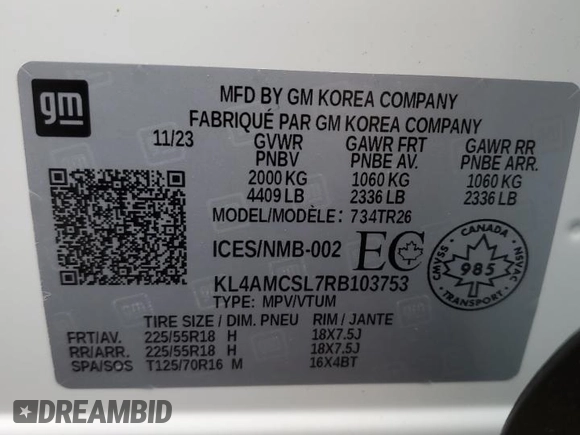 gm
MFD BY GM KOREA COMPANY
FABRIQUÉ PAR GM KOREA COMPANY
11/23 GVWR GAWR FRT GAWR RR
PNBV PNBE AV. PNBE ARR.
2000 KG 1060 KG 1060 KG
4409 LB 2336 LB 2336 LB
MODEL/MODÈLE: 734TR26
ICES/NMB-002 EC
CANADA
CMVSS 985 NSVAC
TRANSPORT
KL4AMCSL7RB103753
TYPE: MPV/VTUM
TIRE SIZE / DIM. PNEU RIM / JANTE
FRT/AV. 225/55R18 H 18X7.5J
RR/ARR. 225/55R18 H 18X7.5J
SPA/SOS T125/70R16 M 16X4BT
DREAMBID